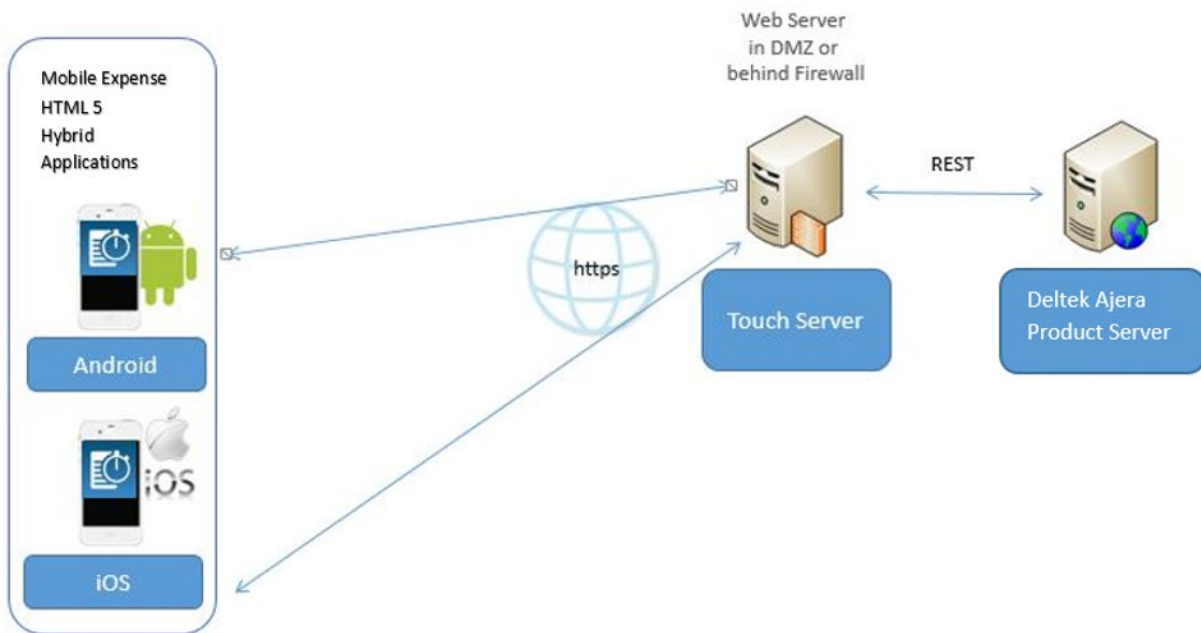 Web Server
in DMZ or
behind Firewall
Mobile Expense
HTML 5
Hybrid
Applications
REST
https
Android
Touch Server
Deltek Ajera
Product Server
iOS
iOS